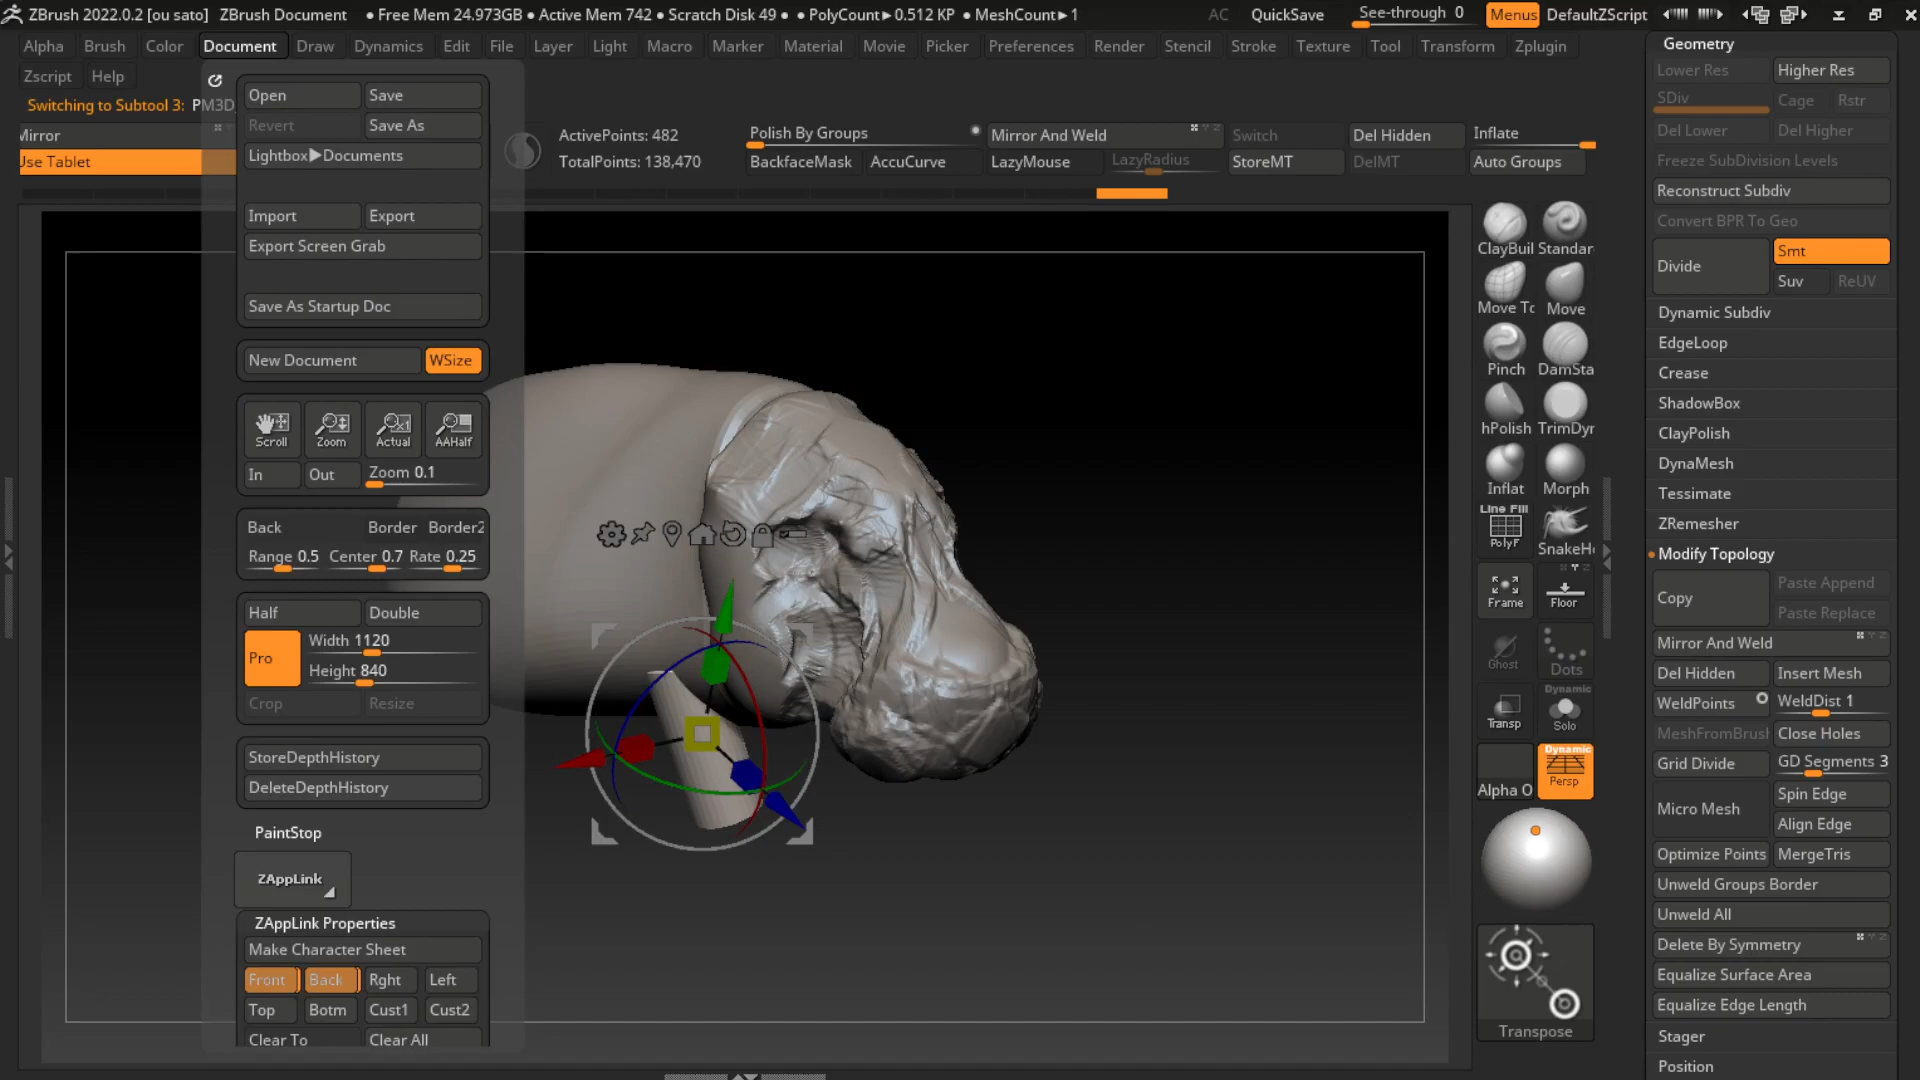 ZBrush 2022.0.2 [ou sato] ZBrush Document • Free Mem 24.973GB • Active Mem 742 • Scratch Disk 49 • • PolyCount▶0.512 KP • MeshCount▶1 AC QuickSave See-through 0 Menus DefaultZScript
Alpha Brush Color Document Draw Dynamics Edit File Layer Light Macro Marker Material Movie Picker Preferences Render Stencil Stroke Texture Tool Transform Zplugin
Zscript Help
Switching to Subtool 3: PM3D
Mirror
Use Tablet
Open Save
Revert Save As
Lightbox▶Documents
Import Export
Export Screen Grab
Save As Startup Doc
New Document WSize
Scroll Zoom Actual AAHalf
In Out Zoom 0.1
Back Border Border2
Range 0.5 Center 0.7 Rate 0.25
Half Double
Pro Width 1120
Height 840
Crop Resize
StoreDepthHistory
DeleteDepthHistory
PaintStop
ZAppLink
ZAppLink Properties
Make Character Sheet
Front Back Rght Left
Top Botm Cust1 Cust2
Clear To Clear All
ActivePoints: 482
TotalPoints: 138,470
Polish By Groups Mirror And Weld Switch Del Hidden Inflate
BackfaceMask AccuCurve LazyMouse LazyRadius StoreMT DelMT Auto Groups
ClayBuil Standar
Move To Move
Pinch DamSta
hPolish TrimDyn
Inflat Morph
Line Fill
PolyF SnakeHo
Frame Floor
Ghost Dots
Transp Dynamic
Solo
Alpha O Dynamic
Persp
Transpose
Geometry
Lower Res Higher Res
SDiv Cage Rstr
Del Lower Del Higher
Freeze SubDivision Levels
Reconstruct Subdiv
Convert BPR To Geo
Divide Smt
Suv ReUV
Dynamic Subdiv
EdgeLoop
Crease
ShadowBox
ClayPolish
DynaMesh
Tessimate
ZRemesher
Modify Topology
Copy Paste Append
Paste Replace
Mirror And Weld
Del Hidden Insert Mesh
WeldPoints WeldDist 1
MeshFromBrush Close Holes
Grid Divide GD Segments 3
Micro Mesh Spin Edge
Align Edge
Optimize Points MergeTris
Unweld Groups Border
Unweld All
Delete By Symmetry
Equalize Surface Area
Equalize Edge Length
Stager
Position